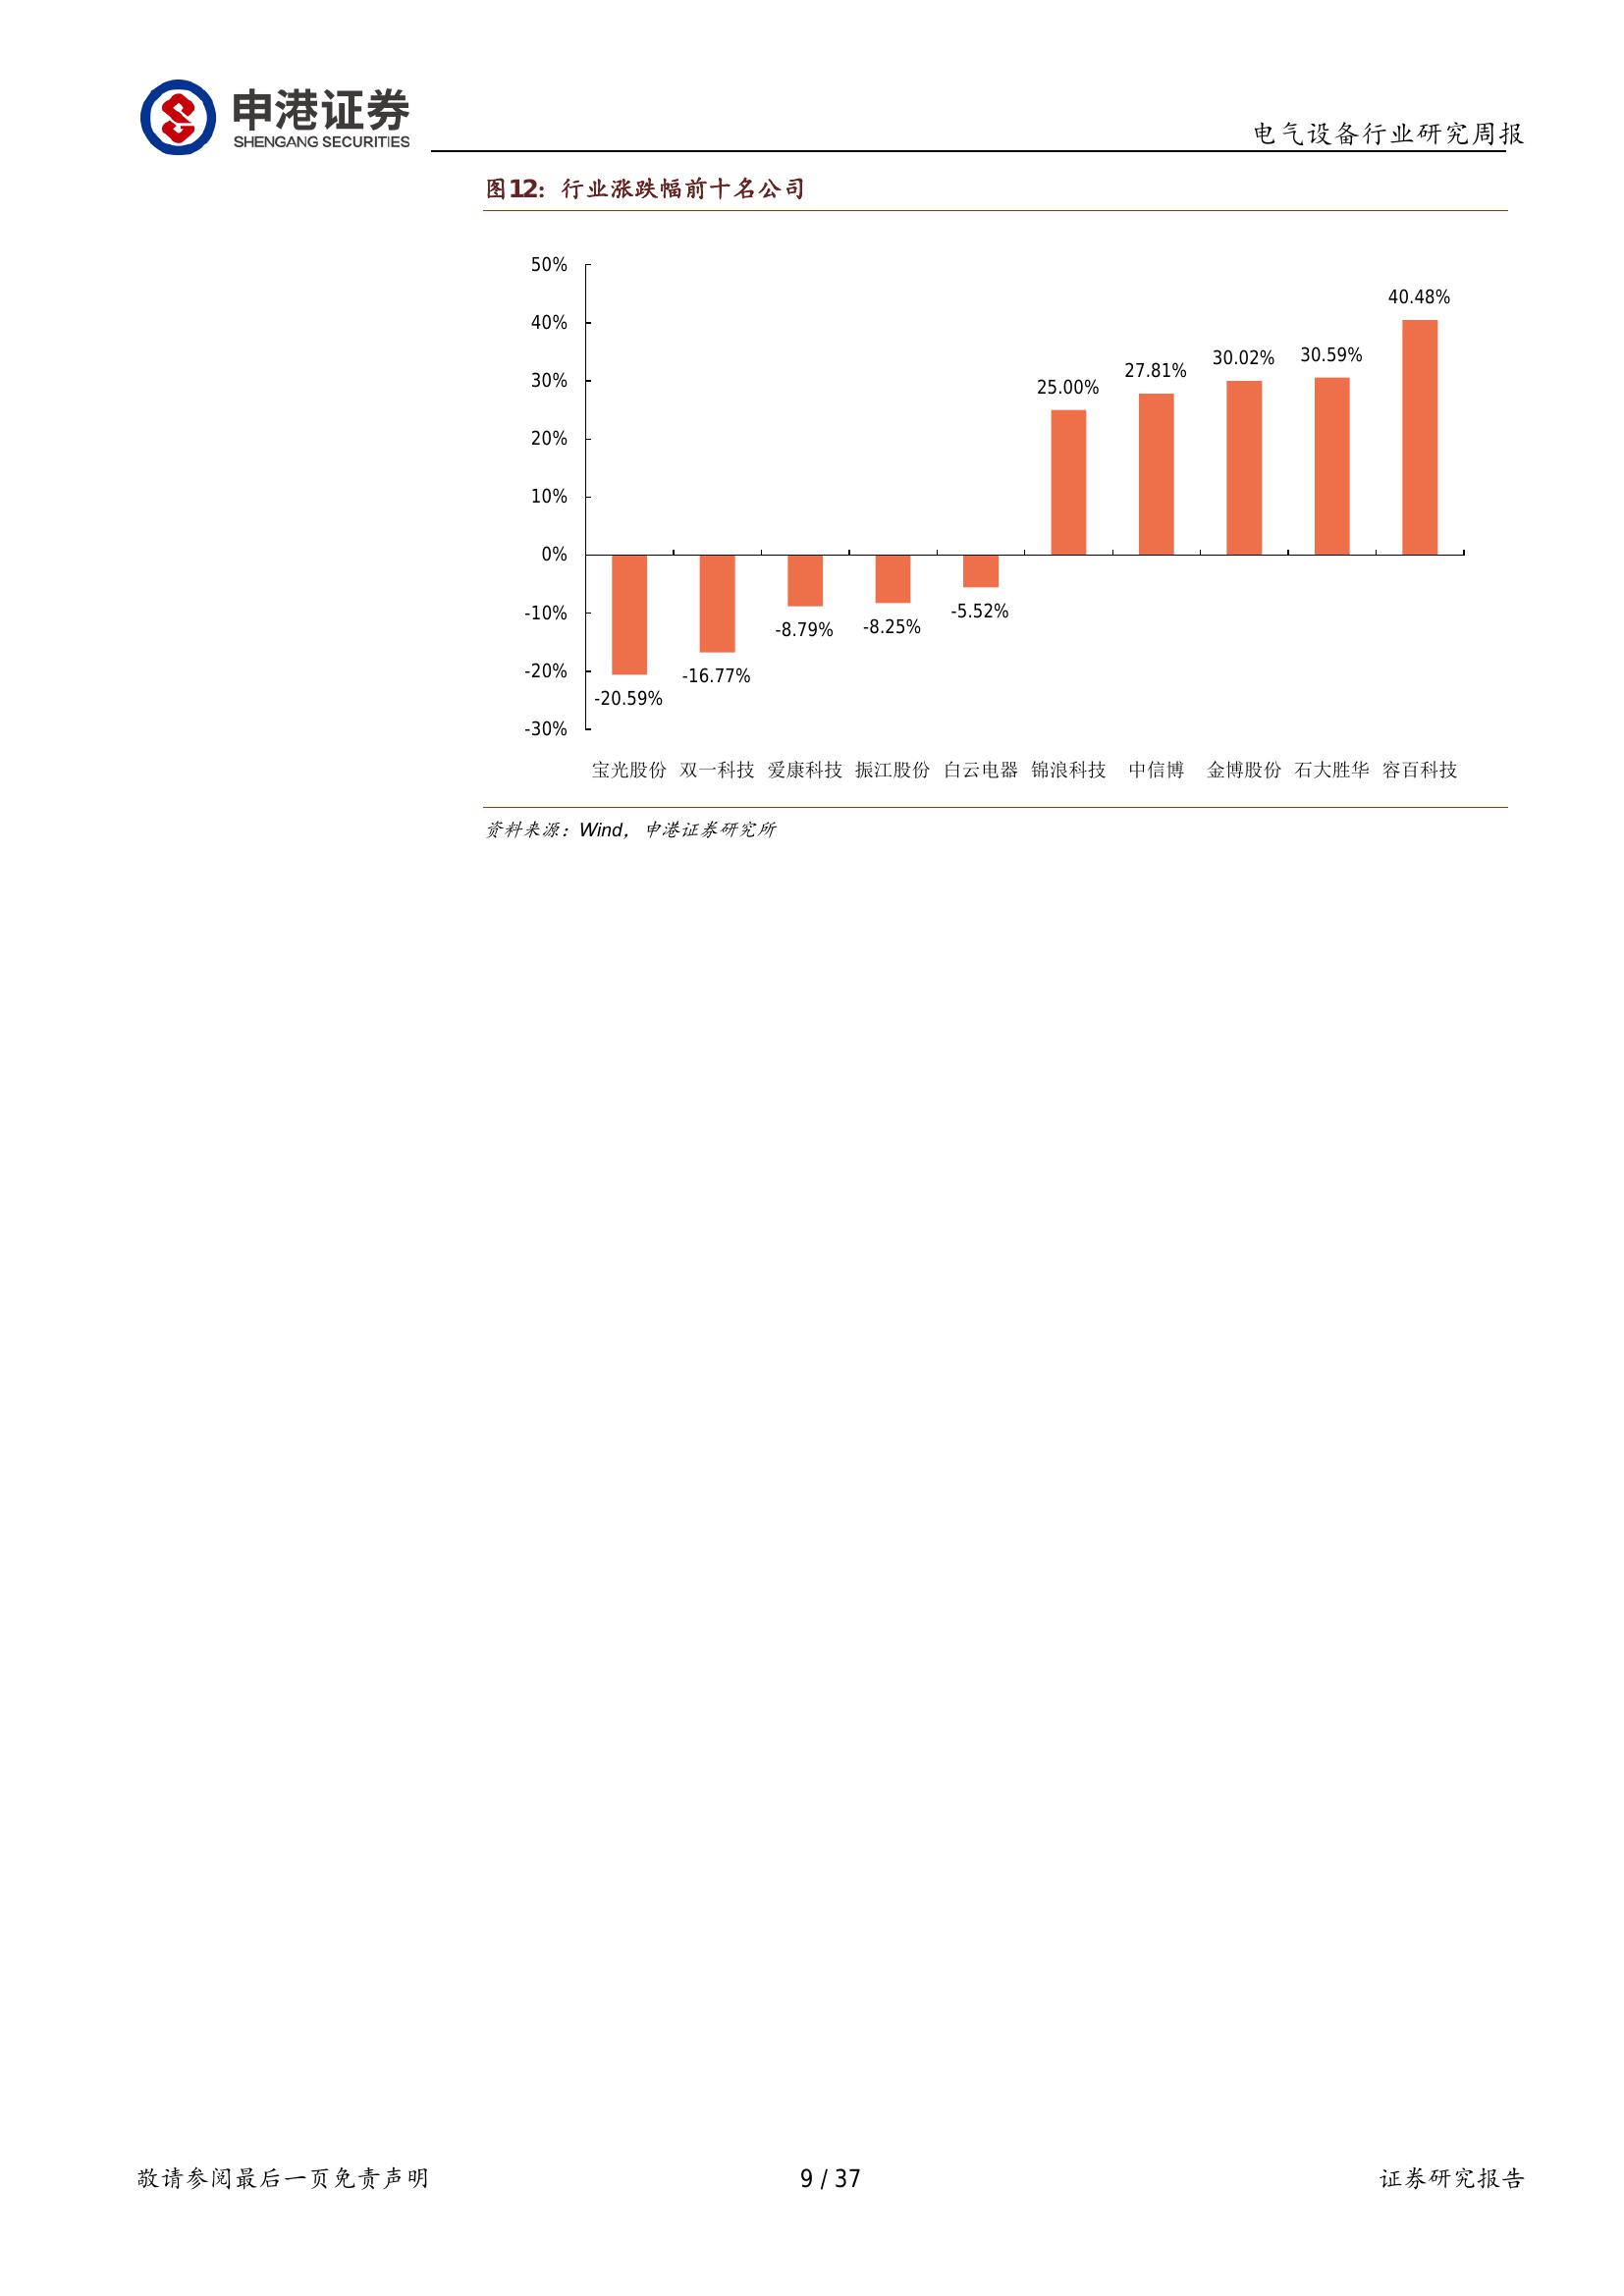 申港证券
SHENGANG SECURITIES
电气设备行业研究周报
图12：行业涨跌幅前十名公司
50%
40%
30%
20%
10%
0%
-10%
-20%
-30%
-20.59%
-16.77%
-8.79%
-8.25%
-5.52%
25.00%
27.81%
30.02%
30.59%
40.48%
宝光股份 双一科技 爱康科技 振江股份 白云电器 锦浪科技 中信博 金博股份 石大胜华 容百科技
资料来源：Wind，申港证券研究所
敬请参阅最后一页免责声明
9 / 37
证券研究报告